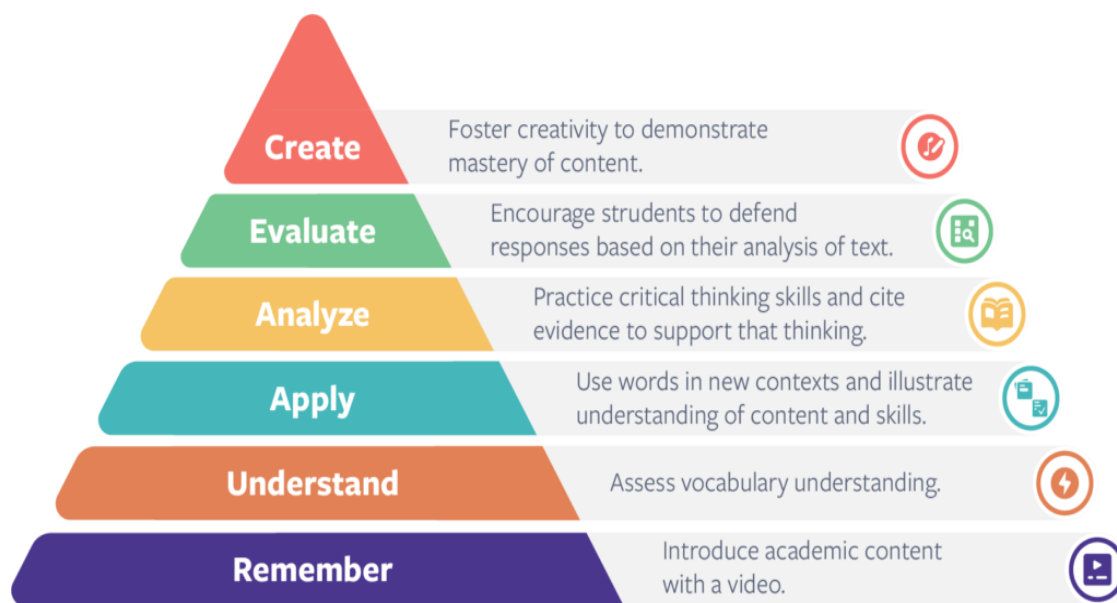 Create
Foster creativity to demonstrate
mastery of content.
Evaluate
Encourage strudents to defend
responses based on their analysis of text.
Analyze
Practice critical thinking skills and cite
evidence to support that thinking.
Apply
Use words in new contexts and illustrate
understanding of content and skills.
Understand
Assess vocabulary understanding.
Remember
Introduce academic content
with a video.